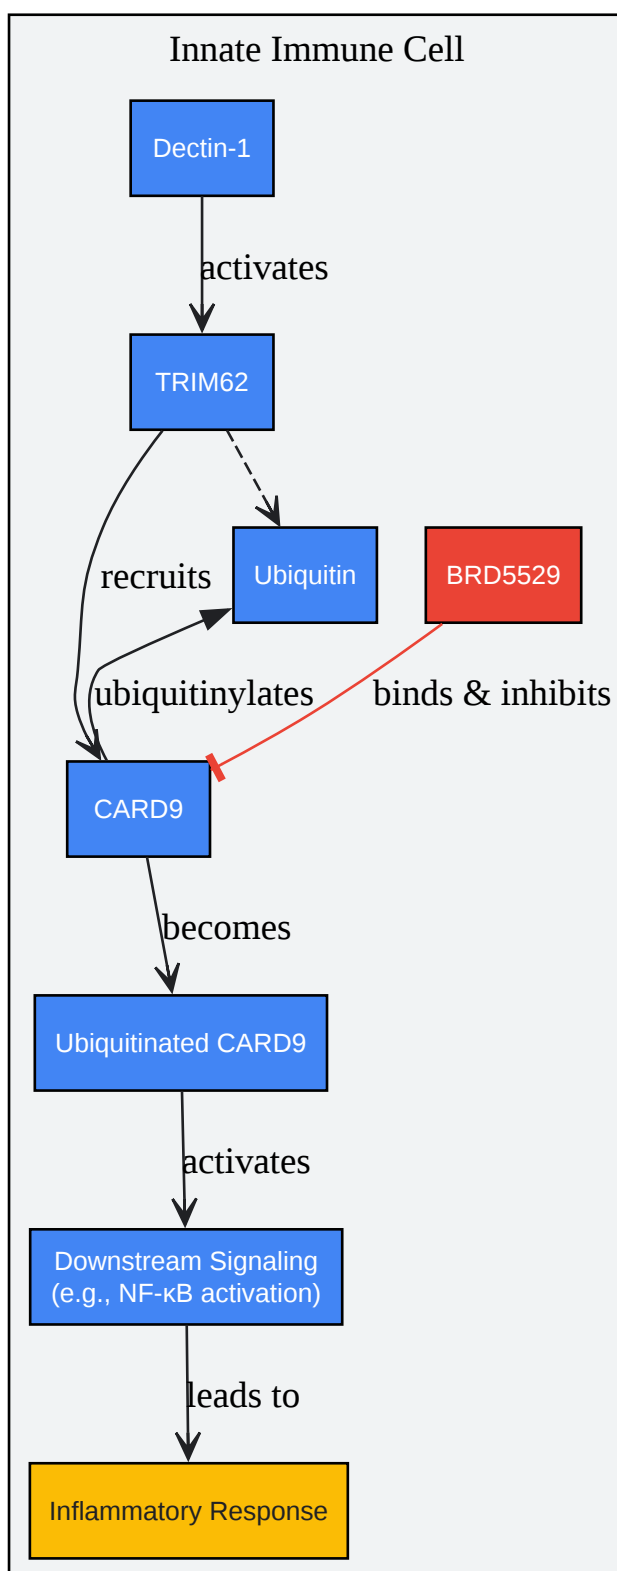 Innate Immune Cell
Dectin-1
activates
TRIM62
recruits
Ubiquitin
BRD5529
ubiquitinylates
binds & inhibits
CARD9
becomes
Ubiquitinated CARD9
activates
Downstream Signaling
(e.g., NF-κB activation)
leads to
Inflammatory Response